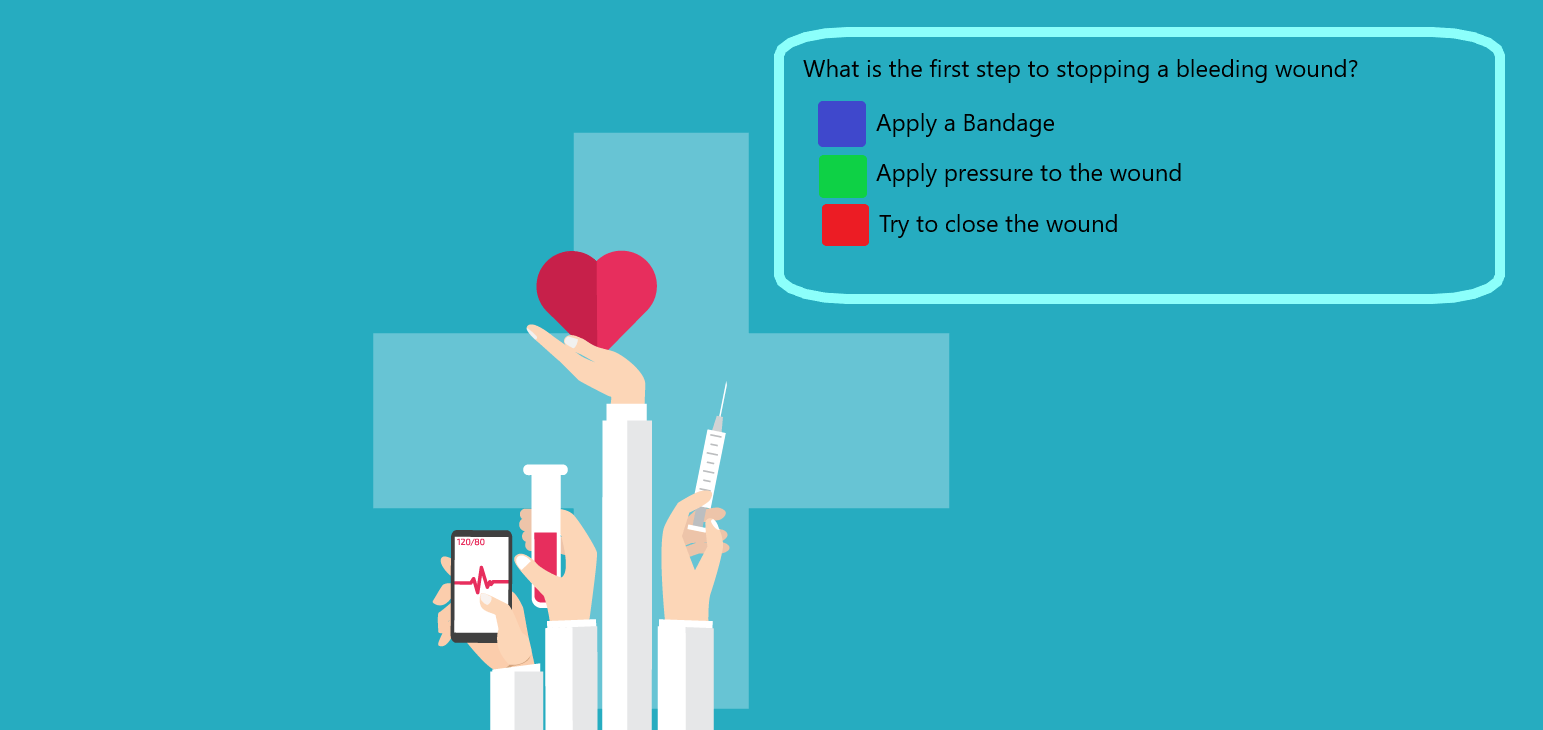 What is the first step to stopping a bleeding wound?
Apply a Bandage
Apply pressure to the wound
Try to close the wound
120/80